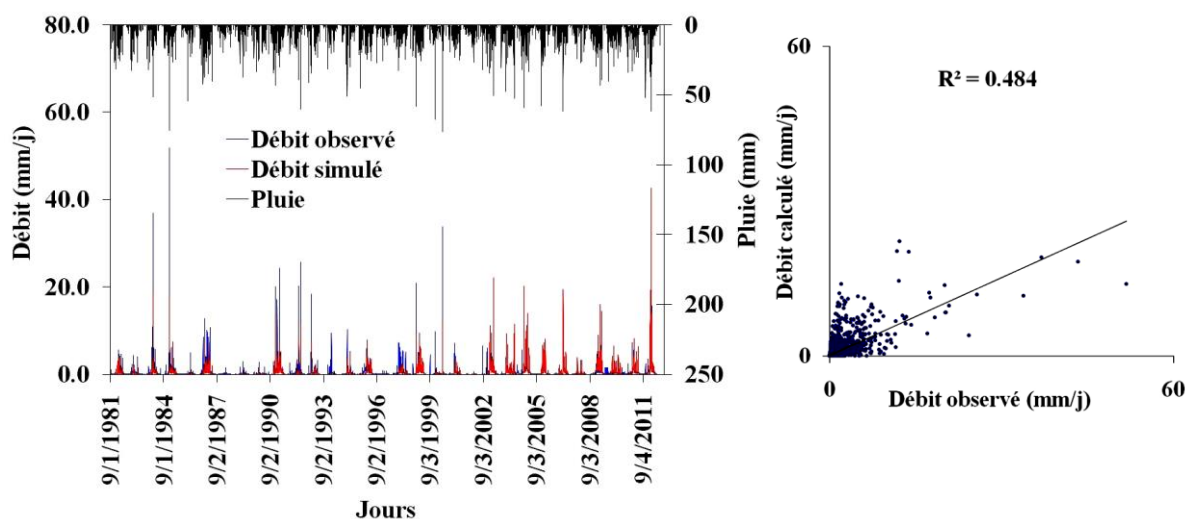 Débit (mm/j)
80.0
60.0
40.0
20.0
0.0
Débit observé
Débit simulé
Pluie
0
50
100
150
200
250
Pluie (mm)
9/1/1981
9/1/1984
9/2/1987
9/2/1990
9/2/1993
9/2/1996
9/3/1999
9/3/2002
9/3/2005
9/3/2008
9/4/2011
Jours
Débit calculé (mm/j)
60
0
R² = 0.484
0
60
Débit observé (mm/j)